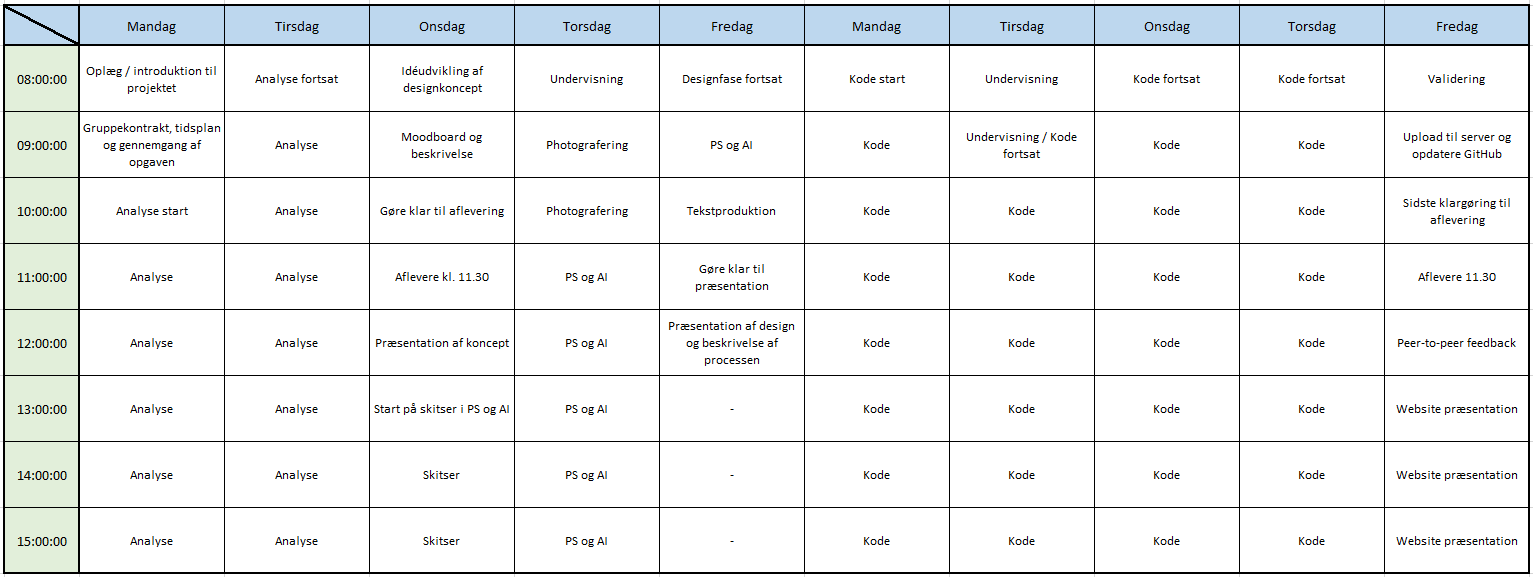 Mandag Tirsdag Onsdag Torsdag Fredag Mandag Tirsdag Onsdag Torsdag Fredag
08:00:00 Oplæg / introduktion til projektet Analyse fortsat Idéudvikling af designkoncept Undervisning Designfase fortsat Kode start Undervisning Kode fortsat Kode fortsat Validering
09:00:00 Gruppekontrakt, tidsplan og gennemgang af opgaven Analyse Moodboard og beskrivelse Photografering PS og AI Kode Undervisning / Kode fortsat Kode Kode Upload til server og opdatere GitHub
10:00:00 Analyse start Analyse Gøre klar til aflevering Photografering Tekstproduktion Kode Kode Kode Kode Sidste klargøring til aflevering
11:00:00 Analyse Analyse Aflevere kl. 11.30 PS og AI Gøre klar til præsentation Kode Kode Kode Kode Aflevere 11.30
12:00:00 Analyse Analyse Præsentation af koncept PS og AI Præsentation af design og beskrivelse af processen Kode Kode Kode Kode Peer-to-peer feedback
13:00:00 Analyse Analyse Start på skitser i PS og AI PS og AI - Kode Kode Kode Kode Website præsentation
14:00:00 Analyse Analyse Skitser PS og AI - Kode Kode Kode Kode Website præsentation
15:00:00 Analyse Analyse Skitser PS og AI - Kode Kode Kode Kode Website præsentation